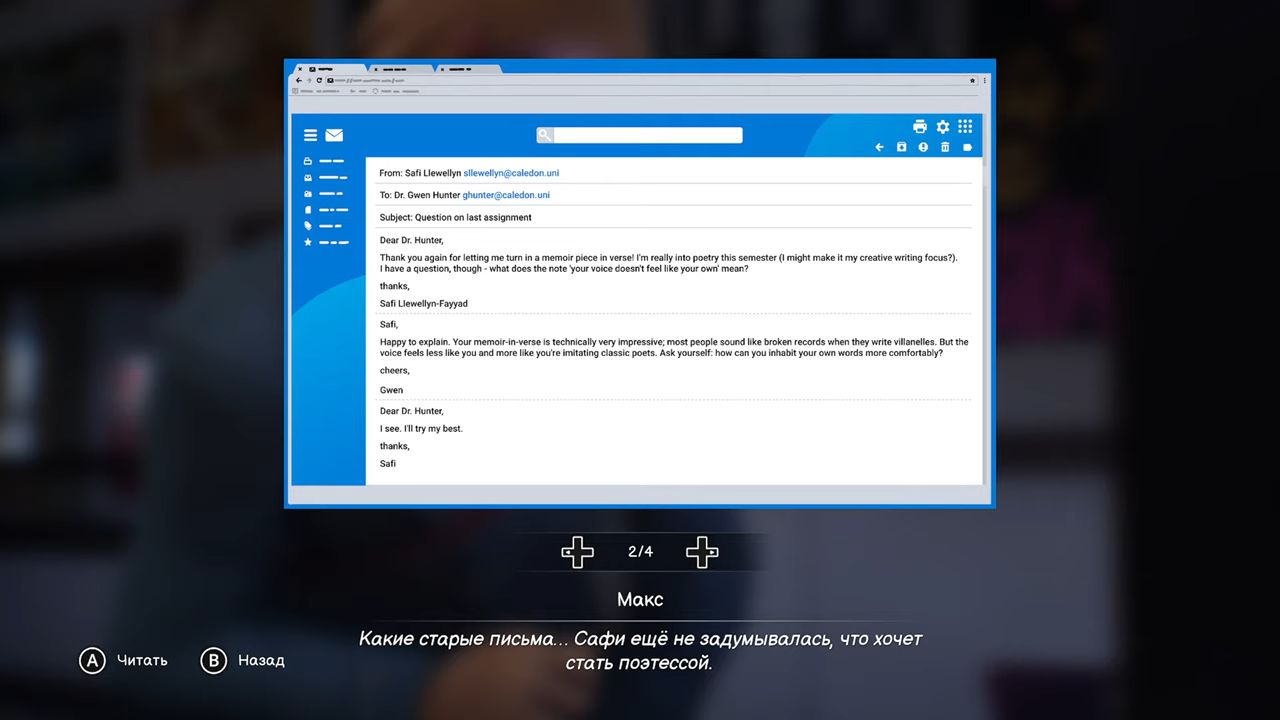 From: Safi Llewellyn sllewellyn@caledon.uni
To: Dr. Gwen Hunter ghunter@caledon.uni
Subject: Question on last assignment
Dear Dr. Hunter,
Thank you again for letting me turn in a memoir piece in verse! I'm really into poetry this semester (I might make it my creative writing focus?).
I have a question, though - what does the note 'your voice doesn't feel like your own' mean?
thanks,
Safi Llewellyn-Fayyad
Safi,
Happy to explain. Your memoir-in-verse is technically very impressive; most people sound like broken records when they write villanelles. But the
voice feels less like you and more like you're imitating classic poets. Ask yourself: how can you inhabit your own words more comfortably?
cheers,
Gwen
Dear Dr. Hunter,
I see. I'll try my best.
thanks,
Safi
2/4
Макс
Какие старые письма... Сафи ещё не задумывалась, что хочет
стать поэтессой.
A Читать B Назад